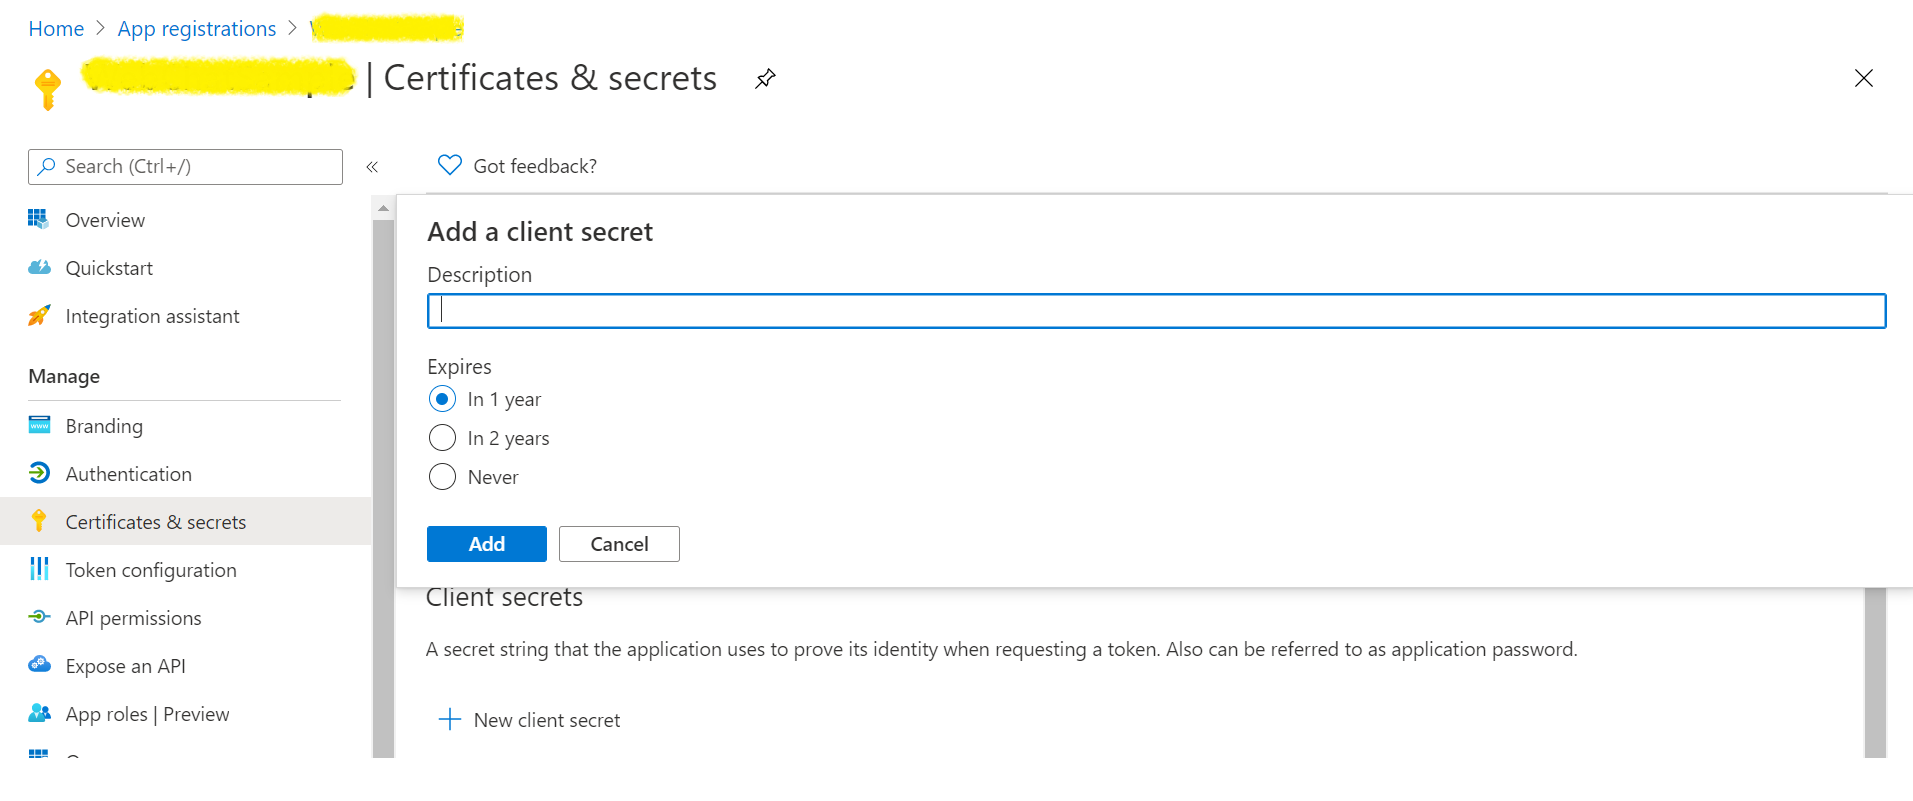 Home > App registrations >
| Certificates & secrets
Search (Ctrl+/)
«
Got feedback?
Overview
Quickstart
Integration assistant
Manage
Branding
Authentication
Certificates & secrets
Token configuration
API permissions
Expose an API
App roles | Preview
Add a client secret
Description
Expires
In 1 year
In 2 years
Never
Add
Cancel
Client secrets
A secret string that the application uses to prove its identity when requesting a token. Also can be referred to as application password.
New client secret